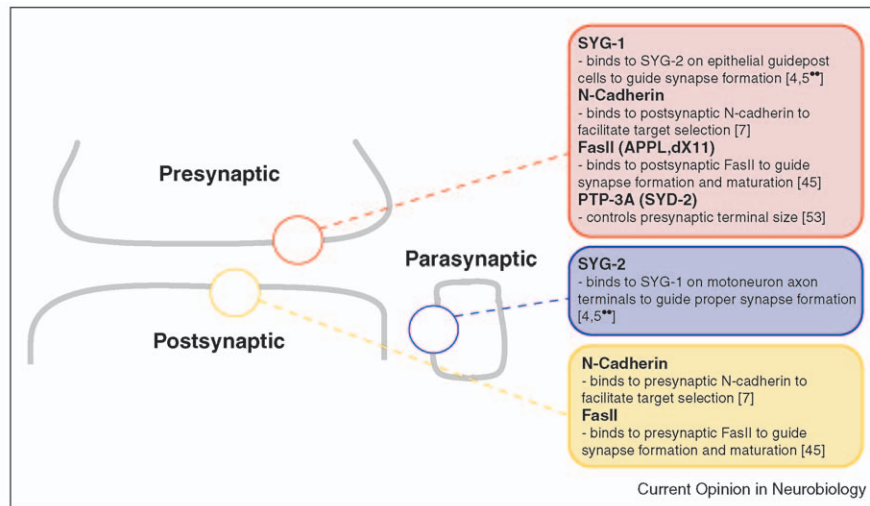 Presynaptic
Postsynaptic
Parasynaptic
SYG-1
- binds to SYG-2 on epithelial guidepost
cells to guide synapse formation [4,5••]
N-Cadherin
- binds to postsynaptic N-cadherin to
facilitate target selection [7]
FasII (APPL,dX11)
- binds to postsynaptic FasII to guide
synapse formation and maturation [45]
PTP-3A (SYD-2)
- controls presynaptic terminal size [53]
SYG-2
- binds to SYG-1 on motoneuron axon
terminals to guide proper synapse formation
[4,5••]
N-Cadherin
- binds to presynaptic N-cadherin to
facilitate target selection [7]
FasII
- binds to presynaptic FasII to guide
synapse formation and maturation [45]
Current Opinion in Neurobiology